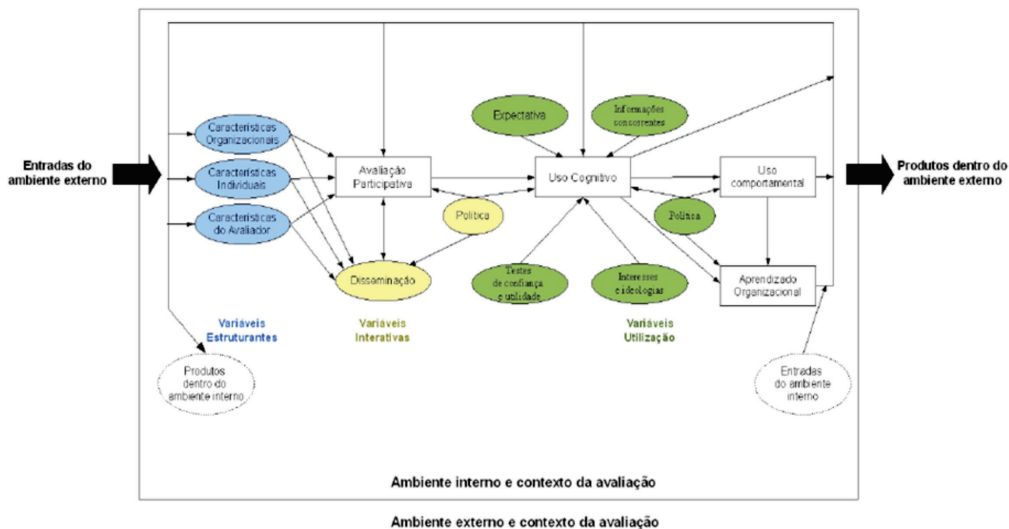 Entradas do
ambiente externo
Características
Organizacionais
Características
Individuais
Características
do Avaliador
Avaliação
Participativa
Política
Disseminação
Expectativa
Informações
concorrentes
Uso Cognitivo
Testes
de confiança
e utilidade
Interesses
e ideologias
Política
Uso
comportamental
Aprendizado
Organizacional
Produtos dentro do
ambiente externo
Variáveis
Estruturantes
Variáveis
Interativas
Variáveis
Utilização
Produtos
dentro do
ambiente interno
Entradas
do ambiente
interno
Ambiente interno e contexto da avaliação
Ambiente externo e contexto da avaliação